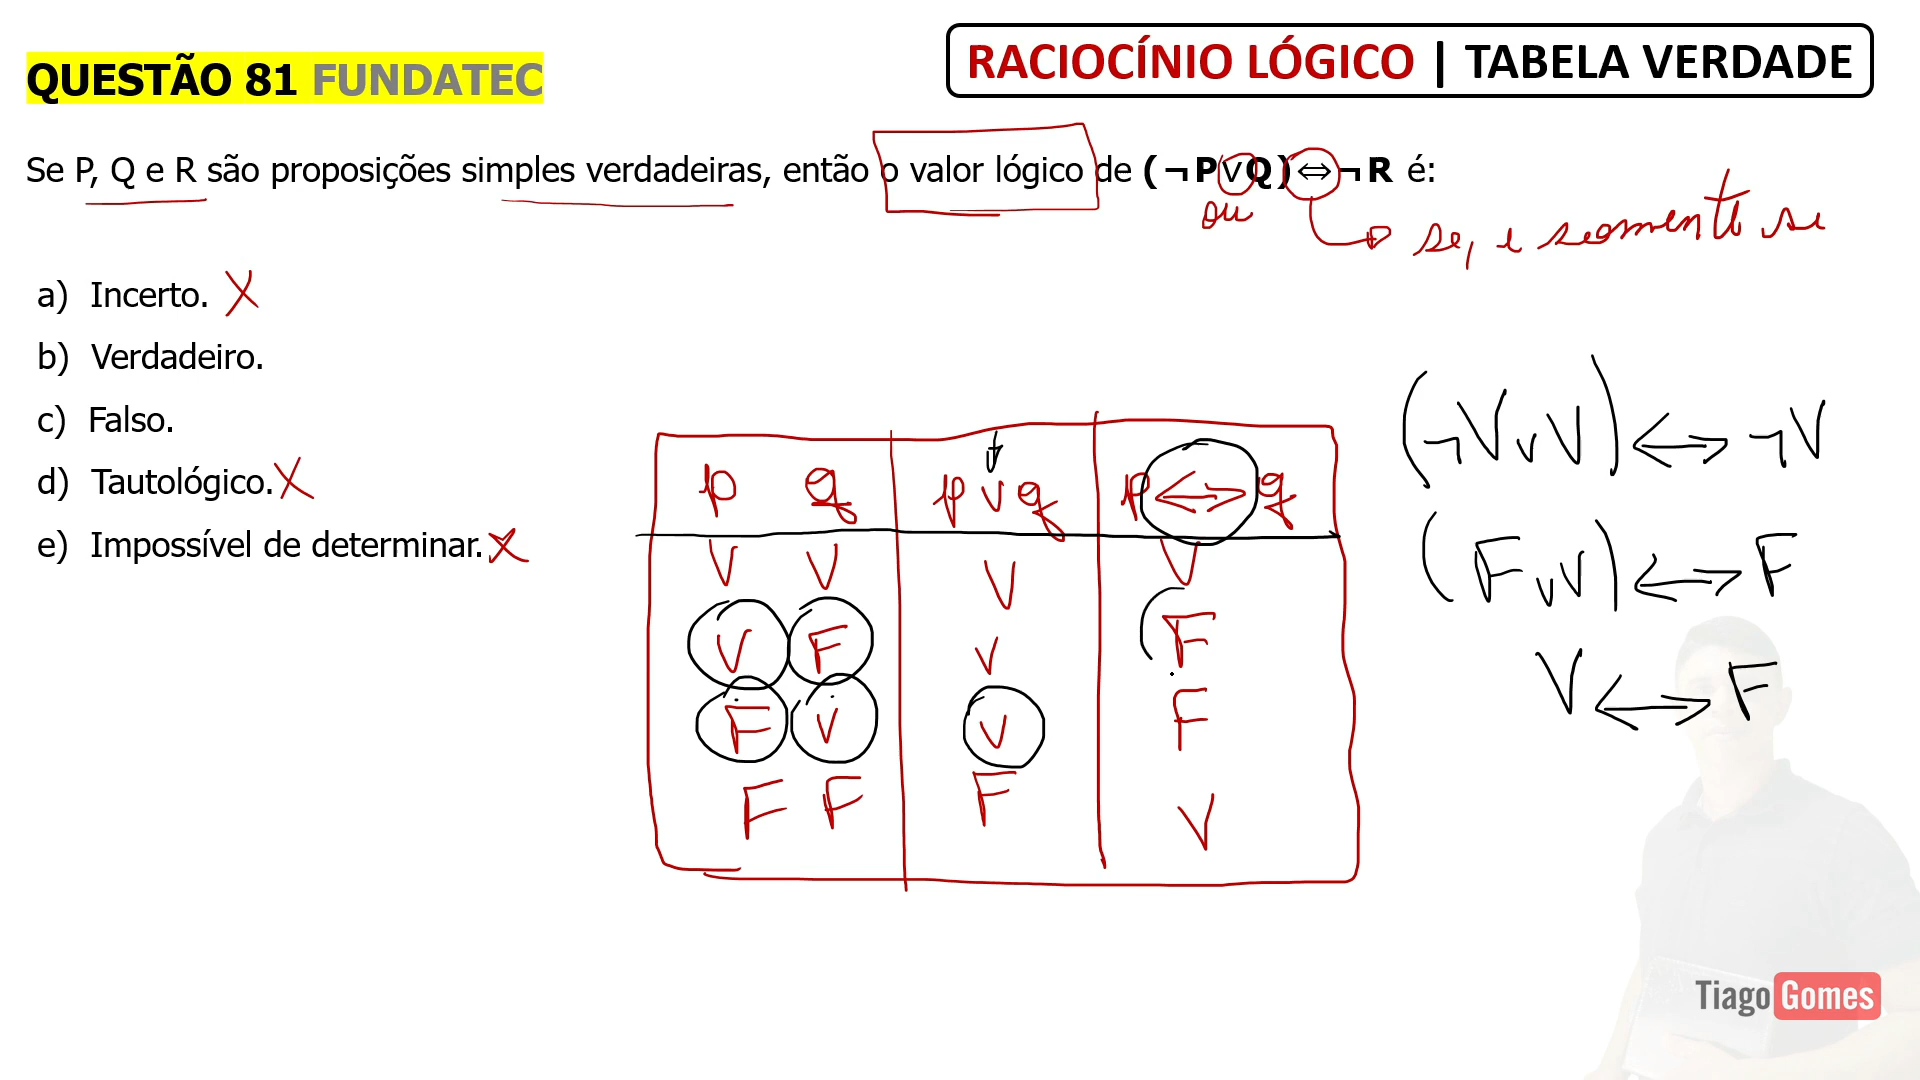 QUESTÃO 81 FUNDATEC
RACIOCÍNIO LÓGICO | TABELA VERDADE
Se P, Q e R são proposições simples verdadeiras, então o valor lógico de (¬P∨Q)⇔¬R é:
ou
se, e somente se
a) Incerto. X
b) Verdadeiro.
c) Falso.
d) Tautológico. X
e) Impossível de determinar. X
(¬V ∨ V) ↔ ¬V
(F ∨ V) ↔ F
V ↔ F
p q p ∨ q p ↔ q
V V V V
V F V F
F V V F
F F F V
Tiago Gomes